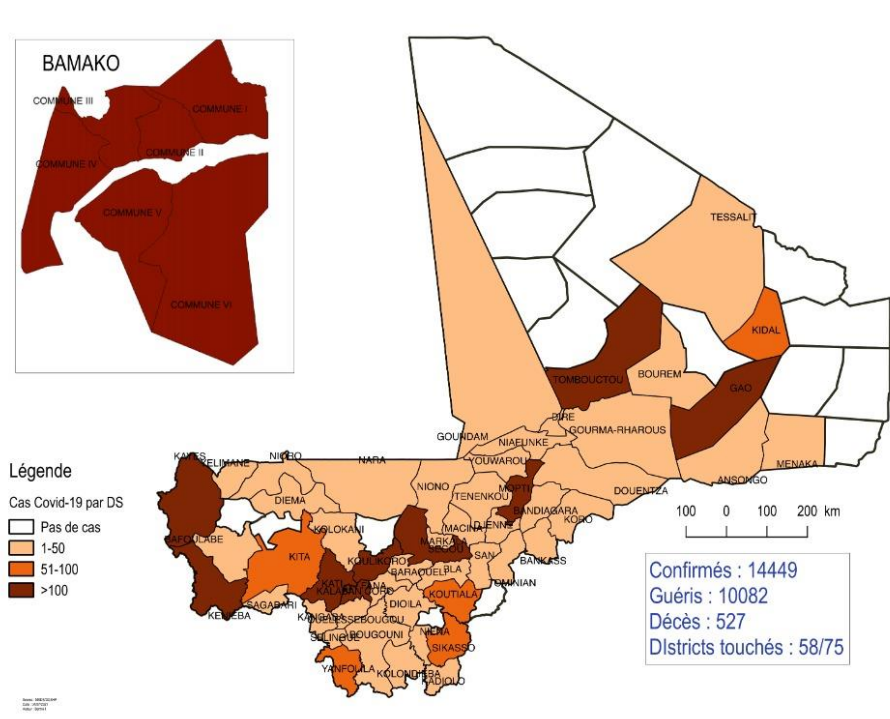 BAMAKO
COMMUNE III
COMMUNE I
COMMUNE II
COMMUNE IV
COMMUNE V
COMMUNE VI
TESSALIT
KIDAL
TOMBOUCTOU
BOUREM
GAO
DIRE
GOURMA-RHAROUS
GOUNDAM
NIAFUNKE
MENAKA
ANSONGO
KAYES
KELIMANE
NIORO
NARA
YOUWAROU
NIONO
MOPTI
DOUENTZA
DIEMA
TENENKOU
BANDIAGARA
KORO
KOLOKANI
MACINA
DJENNE
BAFOULABE
MARKALA
SEGOU
KITA
SAN
BANKASS
KOULIKORO
BARAOUELI
BLA
KATI
OMINIAN
KENIEBA
SAGABARI
DIOILA
KOUTIALA
OUELESSEBOUGOU
SELINGUE
BOUGOUNI
NIENA
SIKASSO
YANFOLILA
KOLONDIEBA
KADIOLO
Légende
Cas Covid-19 par DS
Pas de cas
1-50
51-100
>100
100 0 100 200 km
Confirmés : 14449
Guéris : 10082
Décès : 527
DIstricts touchés : 58/75